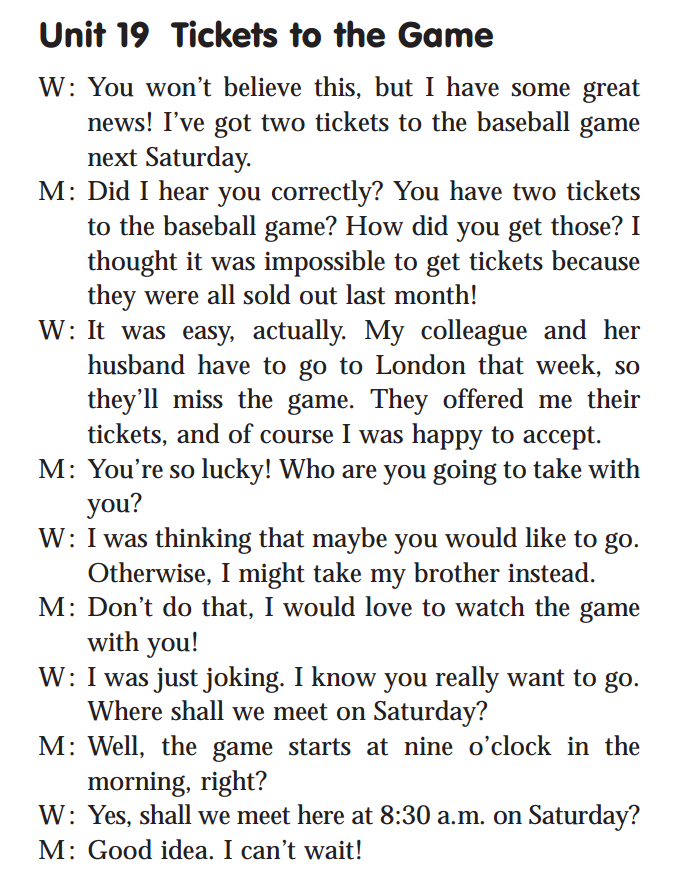 Unit 19 Tickets to the Game
W: You won't believe this, but I have some great
news! I've got two tickets to the baseball game
next Saturday.
M: Did I hear you correctly? You have two tickets
to the baseball game? How did you get those? I
thought it was impossible to get tickets because
they were all sold out last month!
W: It was easy, actually. My colleague and her
husband have to go to London that week, so
they'll miss the game. They offered me their
tickets, and of course I was happy to accept.
M: You're so lucky! Who are you going to take with
you?
W: I was thinking that maybe you would like to go.
Otherwise, I might take my brother instead.
M: Don't do that, I would love to watch the game
with you!
W: I was just joking. I know you really want to go.
Where shall we meet on Saturday?
M: Well, the game starts at nine o'clock in the
morning, right?
W: Yes, shall we meet here at 8:30 a.m. on Saturday?
M: Good idea. I can't wait!